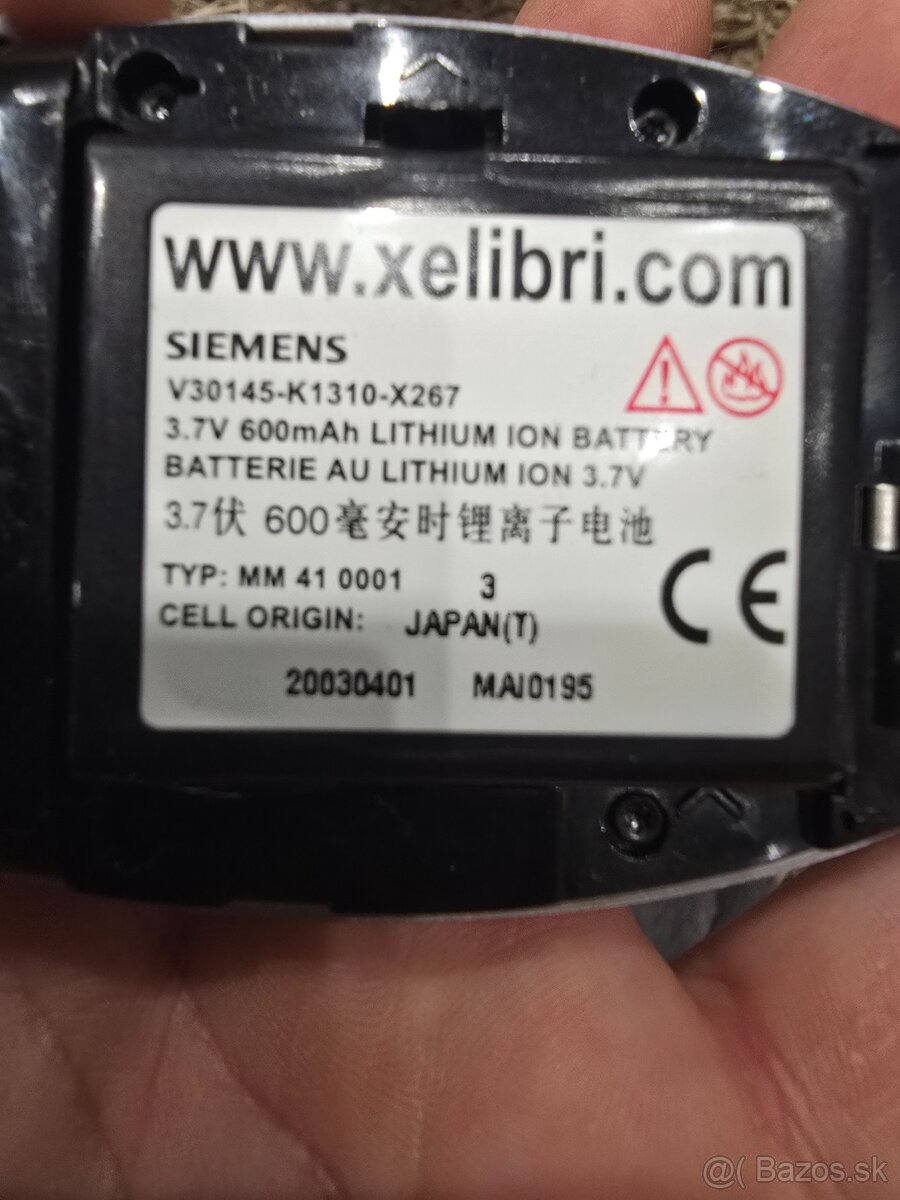 www.xelibri.com
SIEMENS
V30145-K1310-X267
3.7V 600mAh LITHIUM ION BATTERY
BATTERIE AU LITHIUM ION 3.7V
3.7伏 600毫安时锂离子电池
TYP: MM 41 0001 3
CELL ORIGIN: JAPAN(T)
CE
20030401 MAI0195
@( Bazos.sk